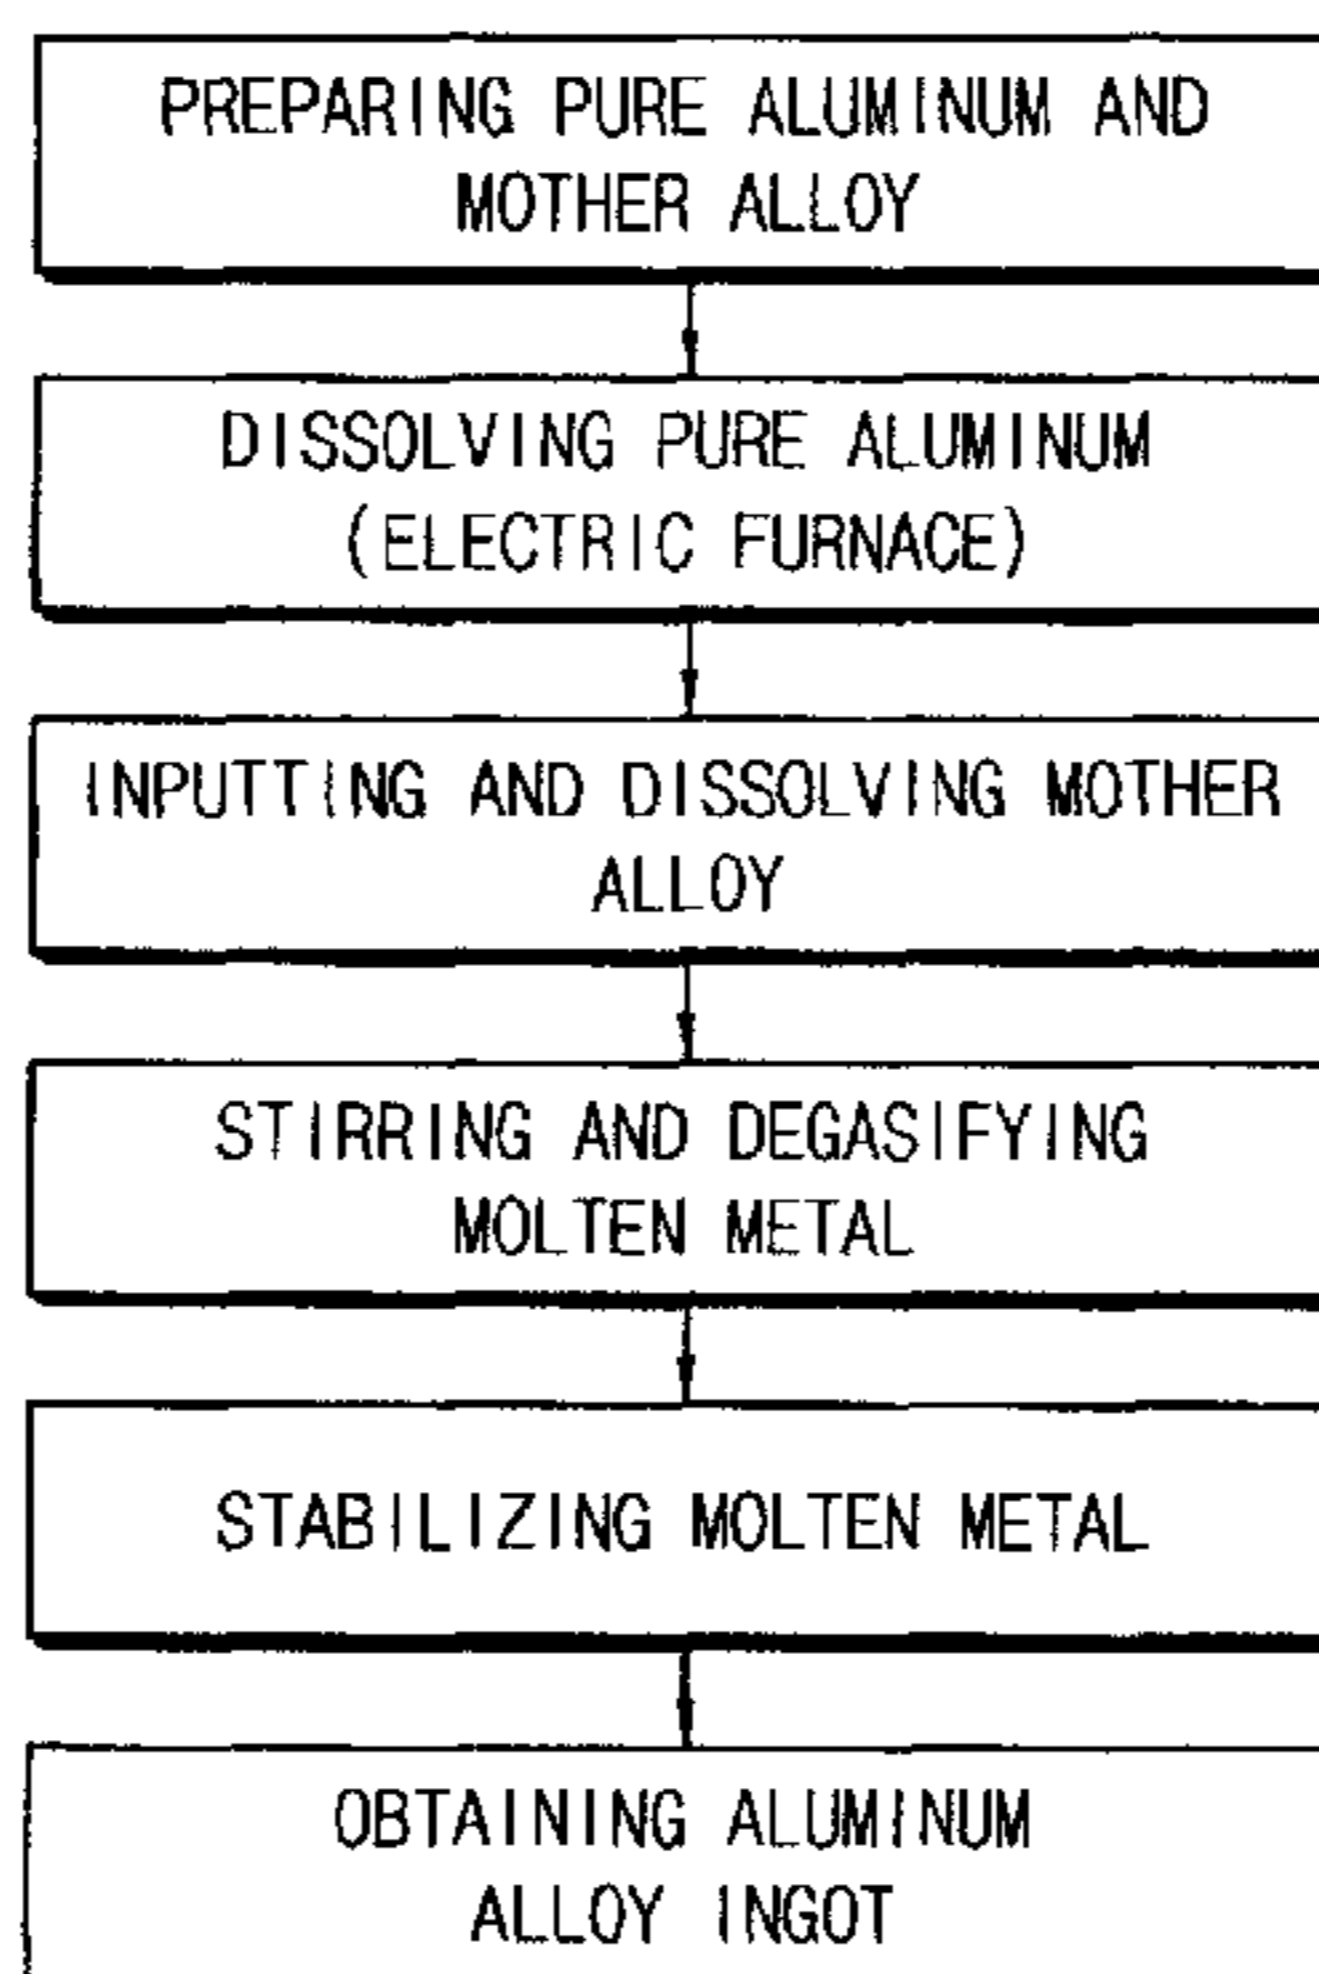 PREPARING PURE ALUMINUM AND
MOTHER ALLOY
DISSOLVING PURE ALUMINUM
(ELECTRIC FURNACE)
INPUTTING AND DISSOLVING MOTHER
ALLOY
STIRRING AND DEGASIFYING
MOLTEN METAL
STABILIZING MOLTEN METAL
OBTAINING ALUMINUM
ALLOY INGOT